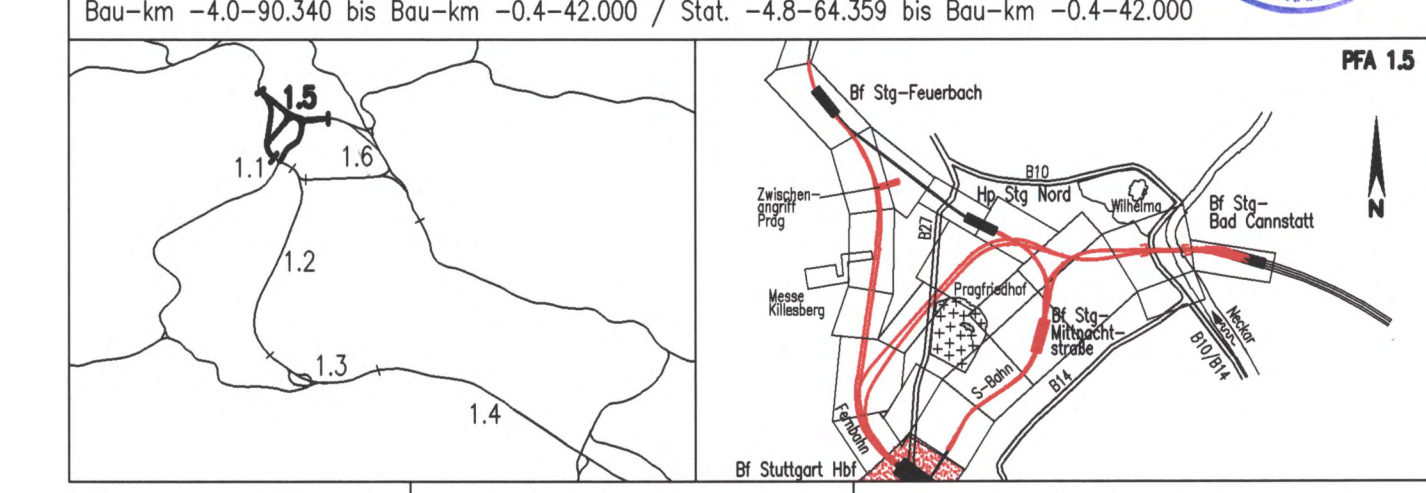 Bau-km -4.0-90.340 bis Bau-km -0.4-42.000 / Stat. -4.8-64.359 bis Bau-km -0.4-42.000
1.5
1.1
1.6
1.2
1.3
1.4
PFA 1.5
Bf Stg-Feuerbach
N
B10
Zwischen-
angriff
Prag
Hp Stg Nord
Wilhelma
Bf Stg-
Bad Cannstatt
B27
Messe
Killesberg
Pragfriedhof
Bf Stg-
Mittnacht-
straße
Neckar
B10/B14
S-Bahn
B14
Fernbahn
Bf Stuttgart Hbf